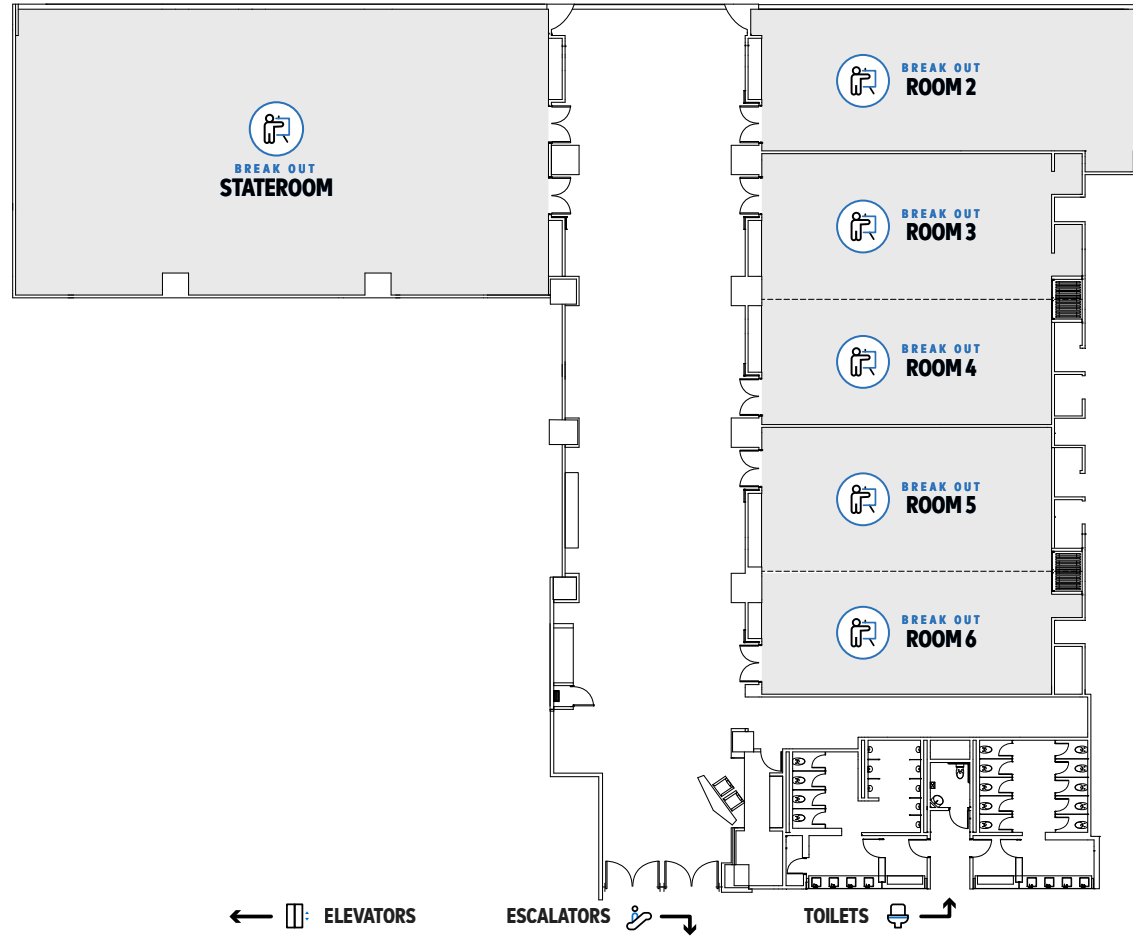 BREAK OUT
STATEROOM
BREAK OUT
ROOM 2
BREAK OUT
ROOM 3
BREAK OUT
ROOM 4
BREAK OUT
ROOM 5
BREAK OUT
ROOM 6
ELEVATORS
ESCALATORS
TOILETS